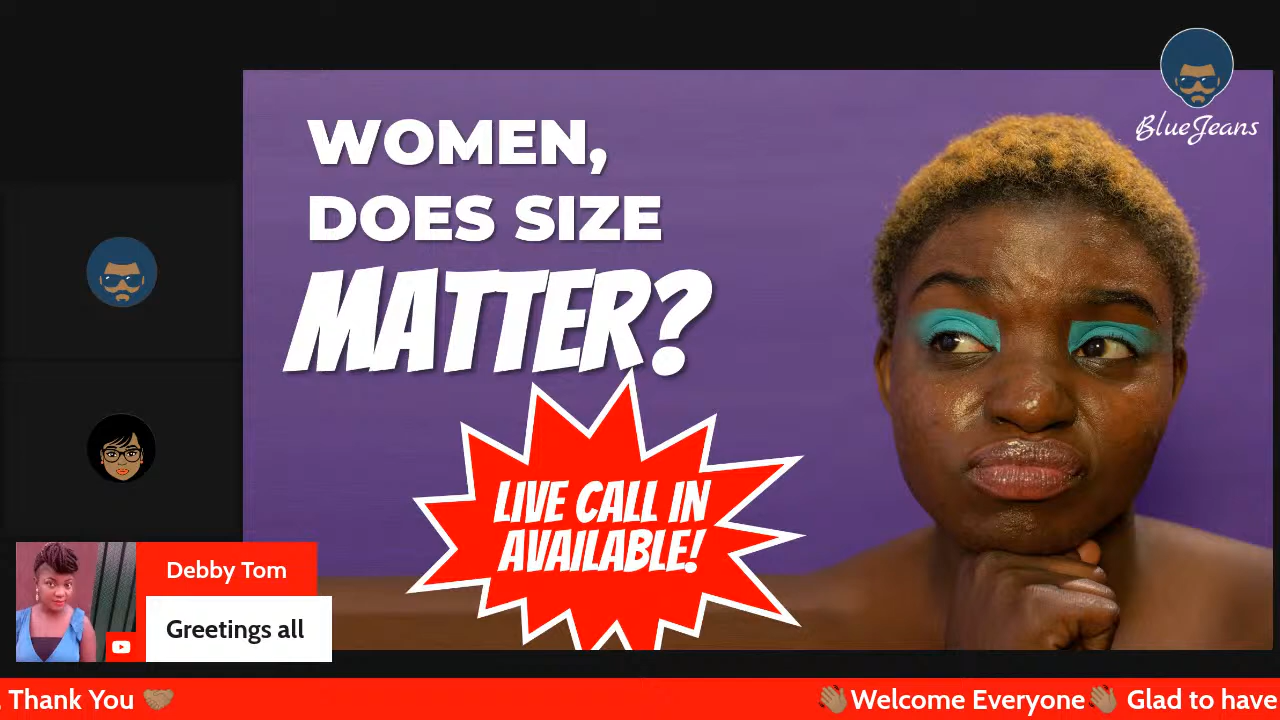 BlueJeans
WOMEN,
DOES SIZE
MATTER?
LIVE CALL IN
AVAILABLE!
Debby Tom
Greetings all
Thank You 🤝🏽 👋🏽Welcome Everyone👋🏽 Glad to have